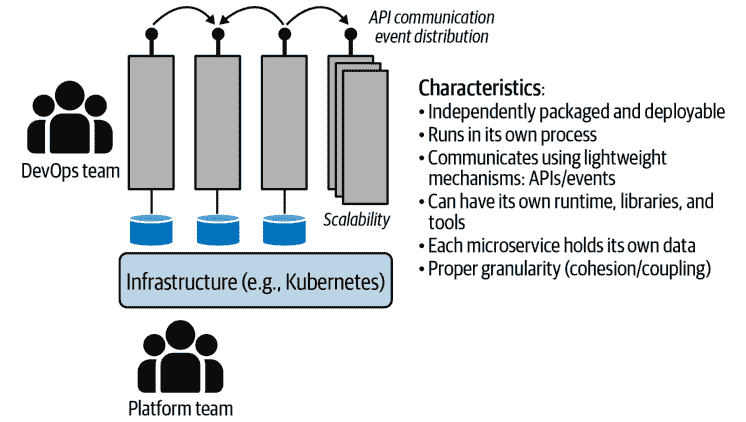 API communication
event distribution
DevOps team
Scalability
Infrastructure (e.g., Kubernetes)
Platform team
Characteristics:
• Independently packaged and deployable
• Runs in its own process
• Communicates using lightweight
mechanisms: APIs/events
• Can have its own runtime, libraries, and
tools
• Each microservice holds its own data
• Proper granularity (cohesion/coupling)